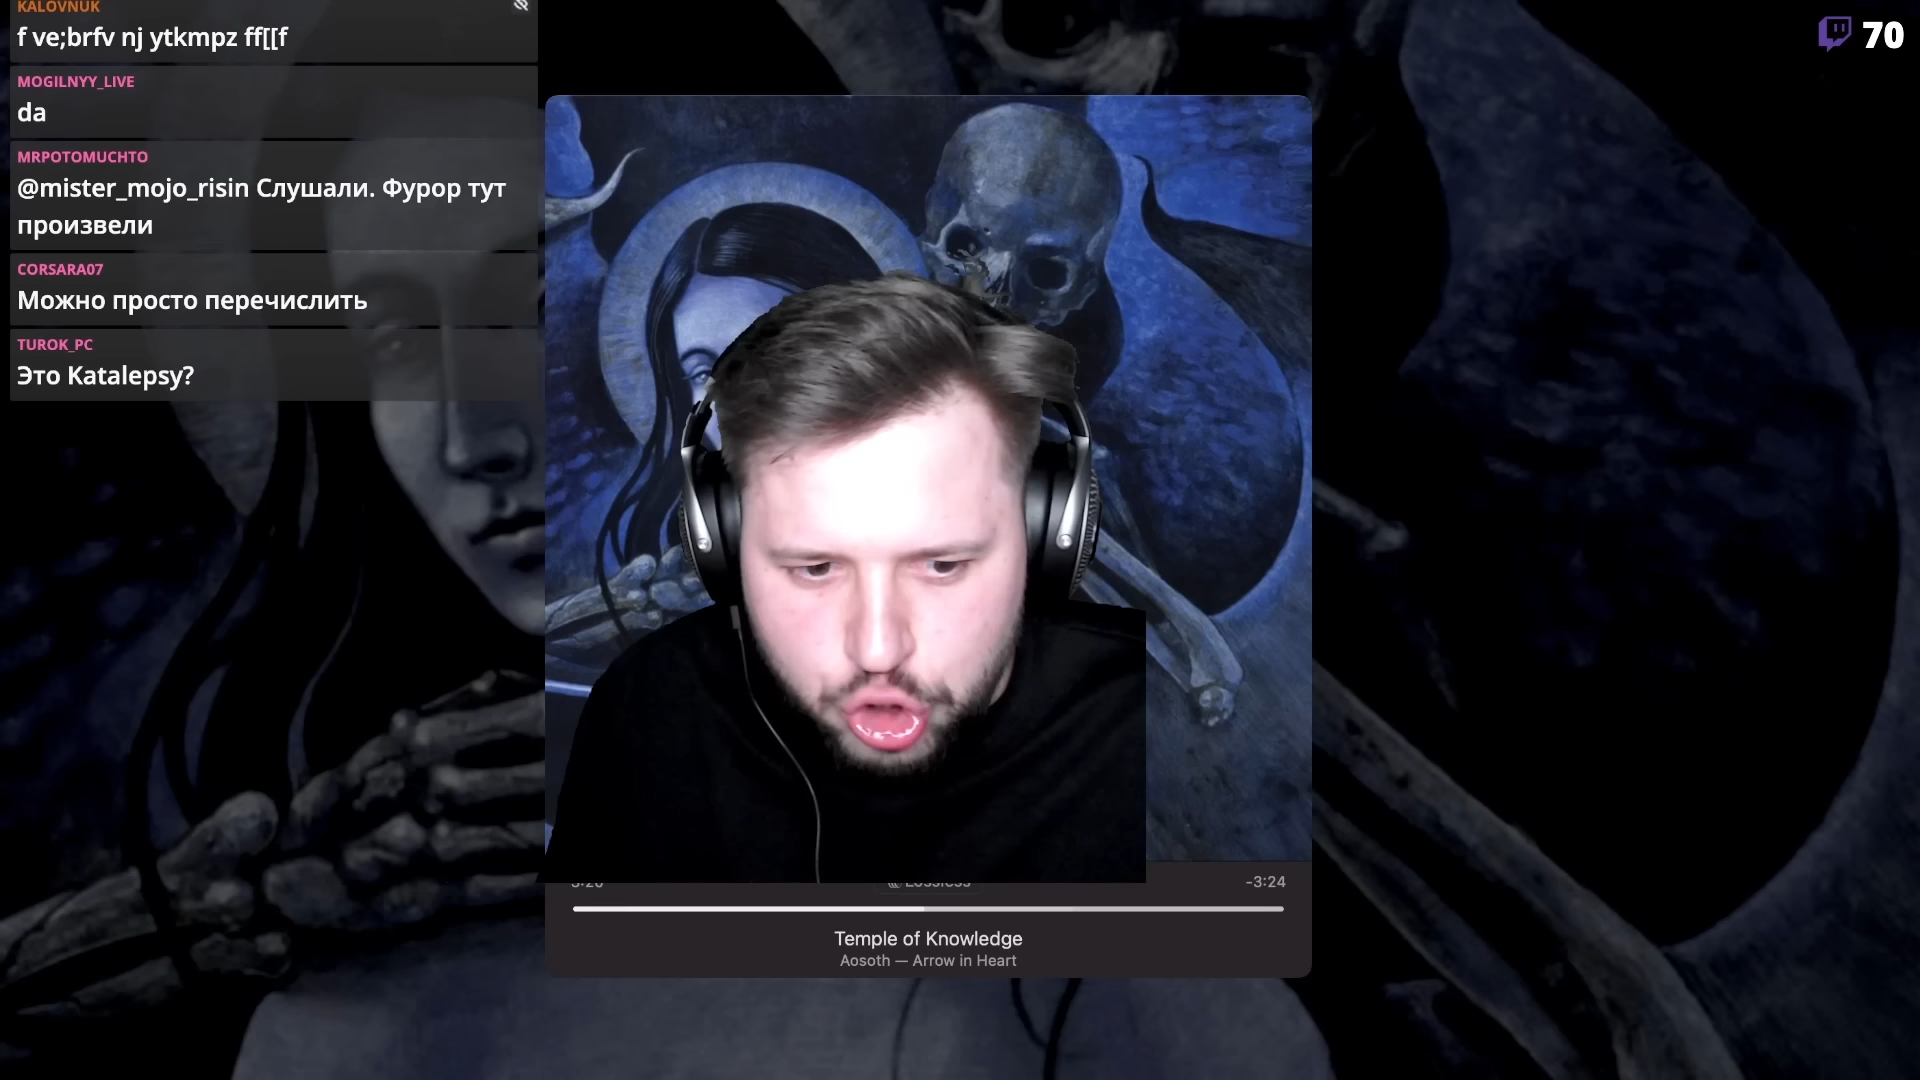 KALOVNUK
f ve;brfv nj ytkmpz ff[[f
MOGILNYY_LIVE
da
MRPOTOMUCHTO
@mister_mojo_risin Слушали. Фурор тут
произвели
CORSARA07
Можно просто перечислить
TUROK_PC
Это Katalepsy?
70
-3:24
Temple of Knowledge
Aosoth — Arrow in Heart